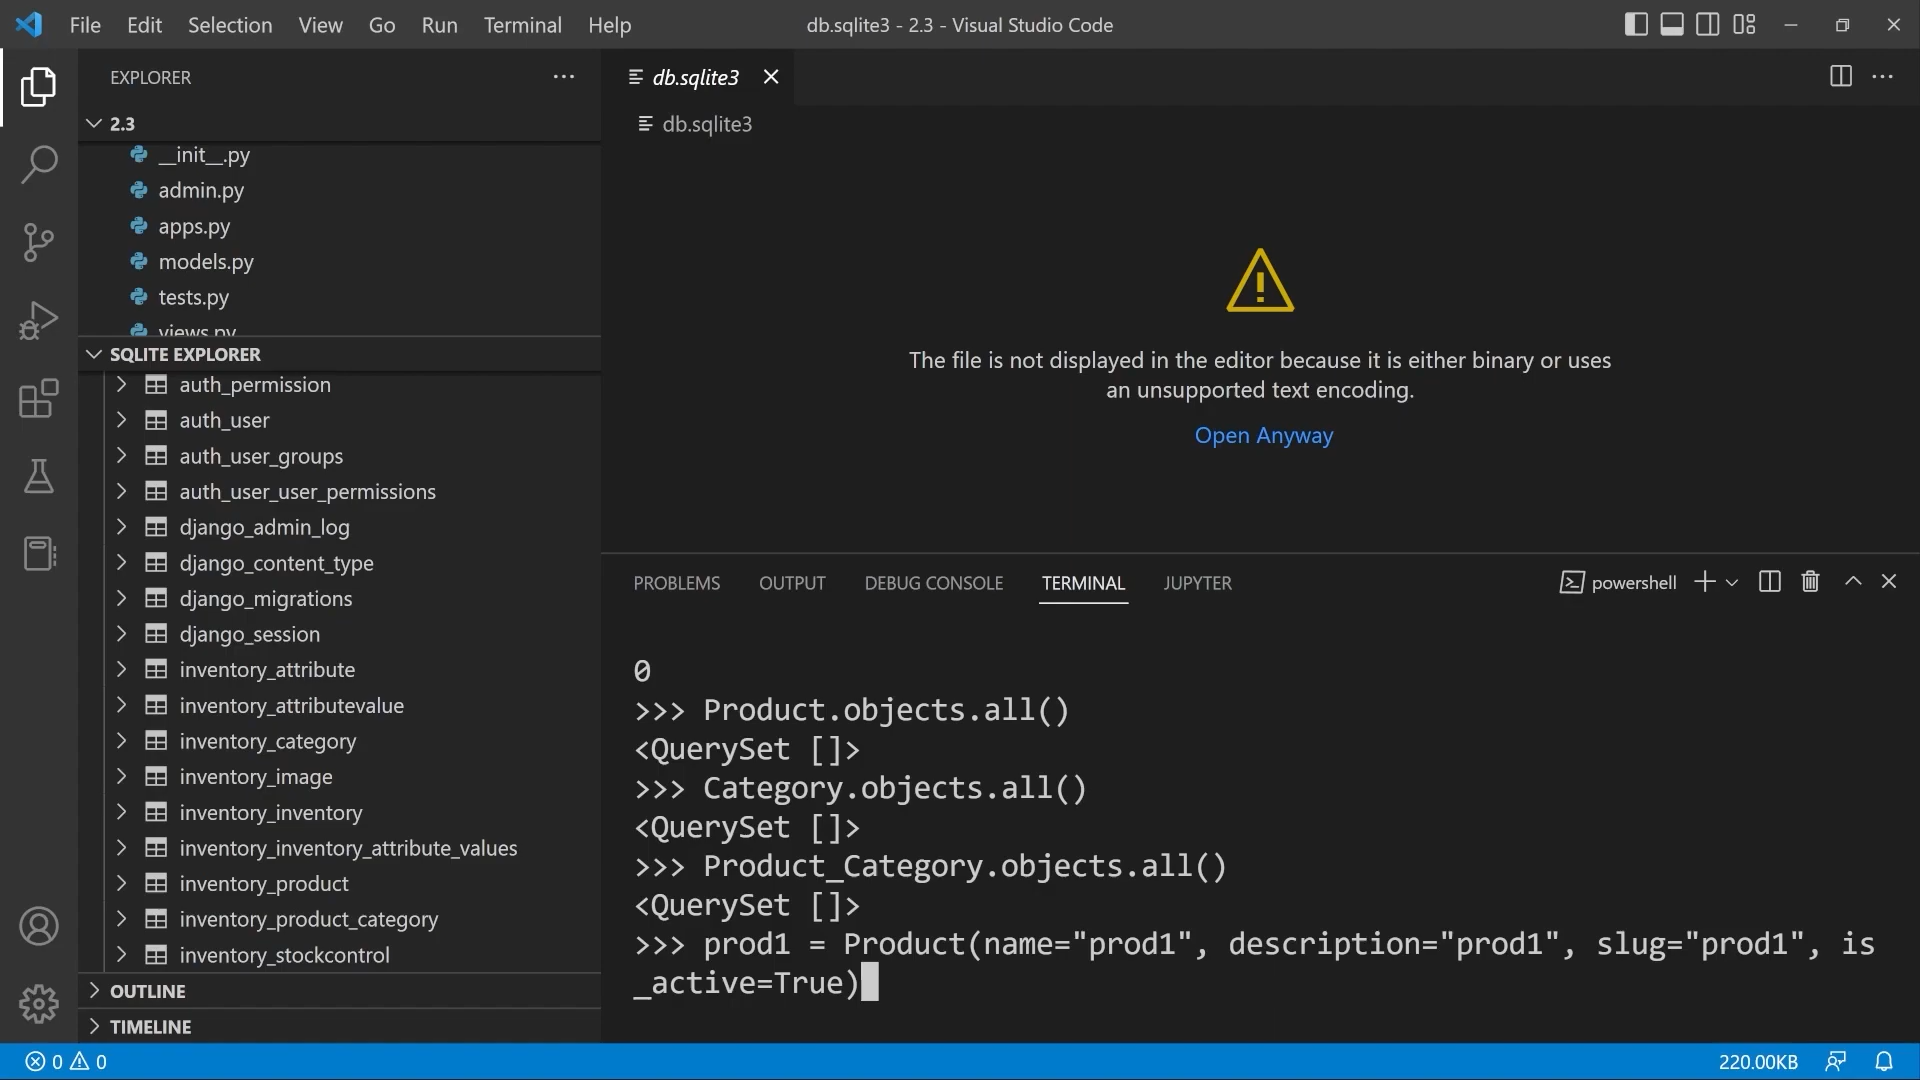 File Edit Selection View Go Run Terminal Help
db.sqlite3 - 2.3 - Visual Studio Code
EXPLORER
2.3
__init__.py
admin.py
apps.py
models.py
tests.py
views.py
SQLITE EXPLORER
auth_permission
auth_user
auth_user_groups
auth_user_user_permissions
django_admin_log
django_content_type
django_migrations
django_session
inventory_attribute
inventory_attributevalue
inventory_category
inventory_image
inventory_inventory
inventory_inventory_attribute_values
inventory_product
inventory_product_category
inventory_stockcontrol
OUTLINE
TIMELINE
db.sqlite3
db.sqlite3
The file is not displayed in the editor because it is either binary or uses
an unsupported text encoding.
Open Anyway
PROBLEMS OUTPUT DEBUG CONSOLE TERMINAL JUPYTER
powershell
0
>>> Product.objects.all()
<QuerySet []>
>>> Category.objects.all()
<QuerySet []>
>>> Product_Category.objects.all()
<QuerySet []>
>>> prod1 = Product(name="prod1", description="prod1", slug="prod1", is
_active=True)
0 0
220.00KB